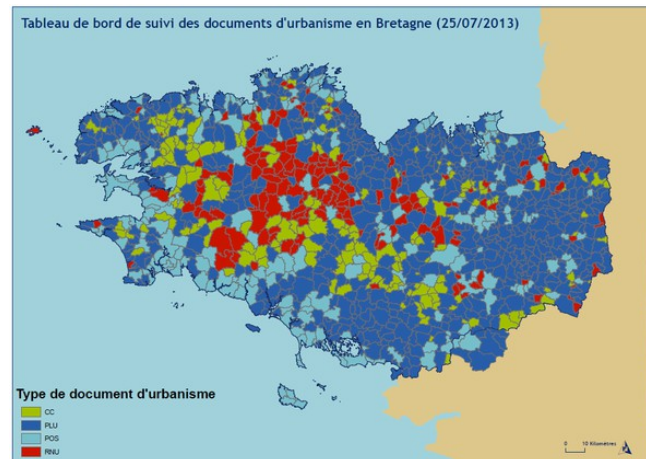 Tableau de bord de suivi des documents d'urbanisme en Bretagne (25/07/2013)
Type de document d'urbanisme
CC
PLU
POS
RNU
0 10 Kilomètres